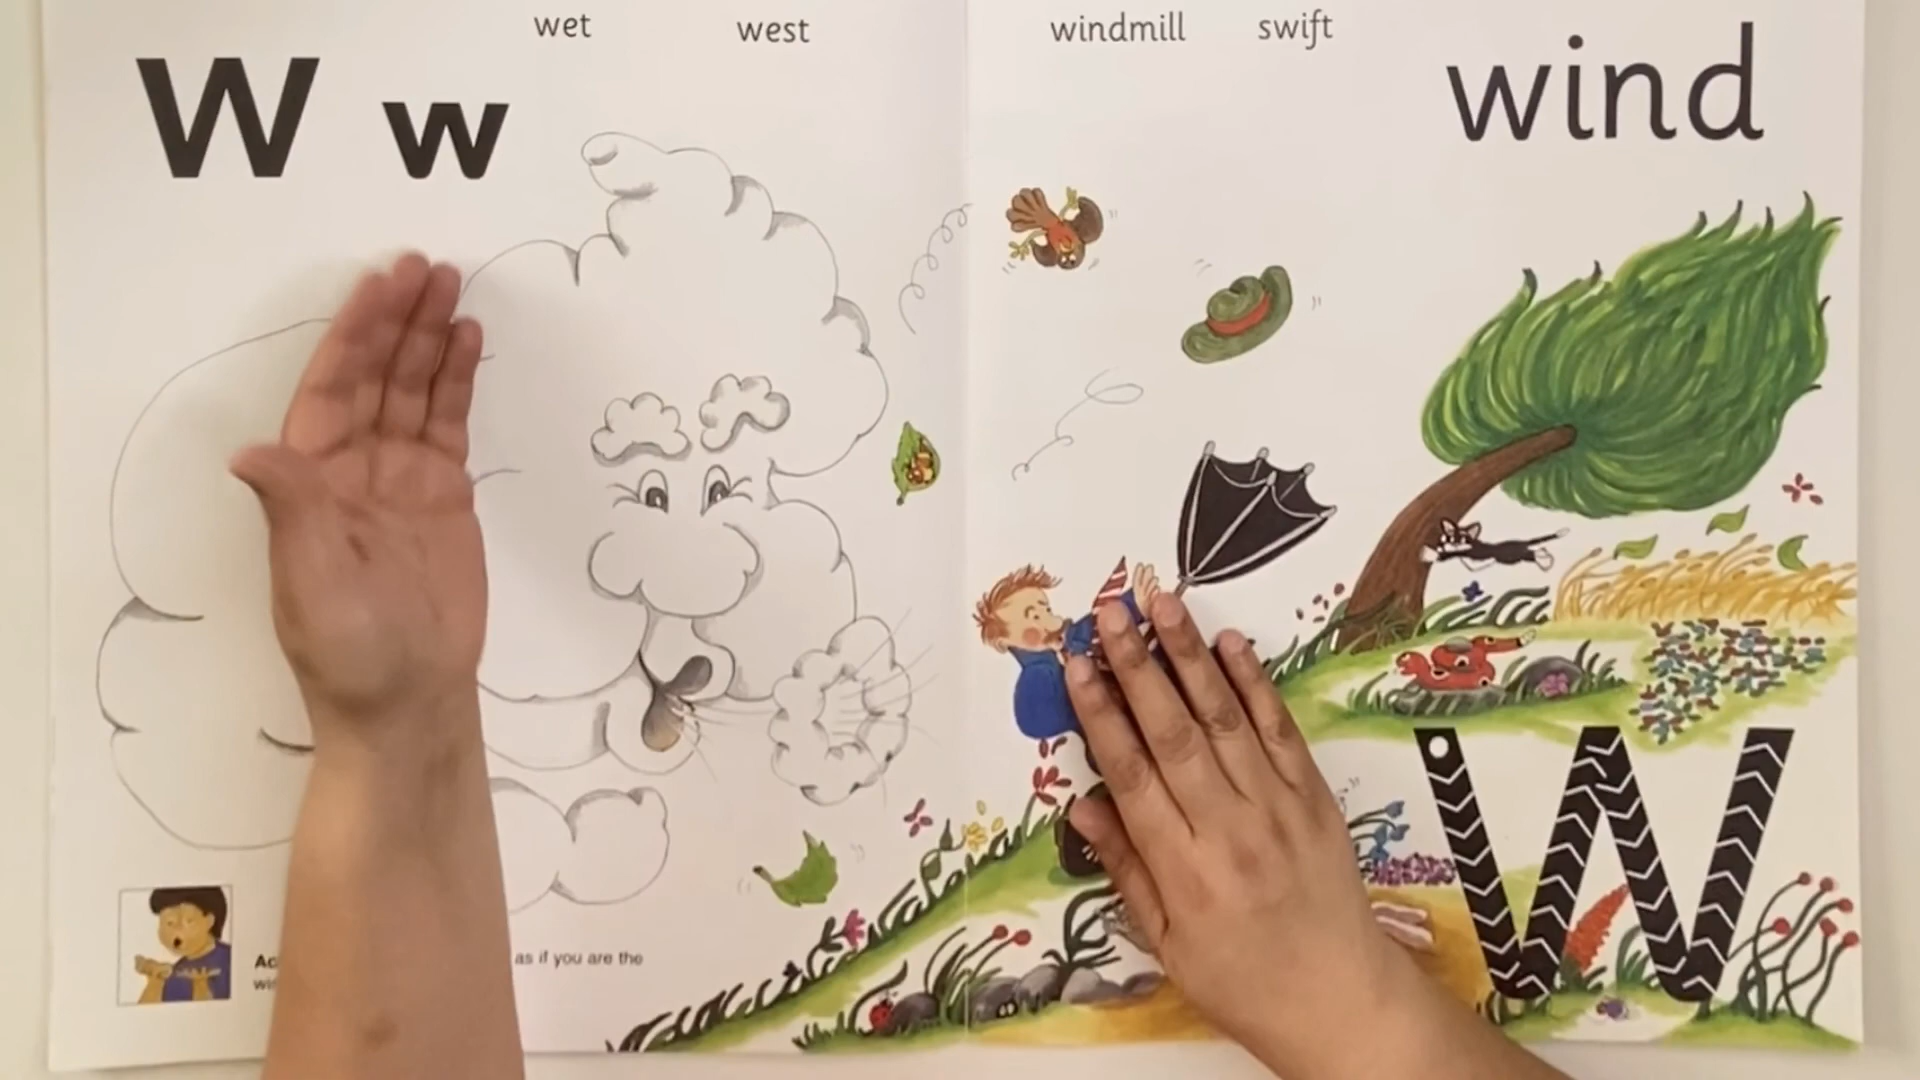 W w
wet west windmill swift
wind
as if you are the
W